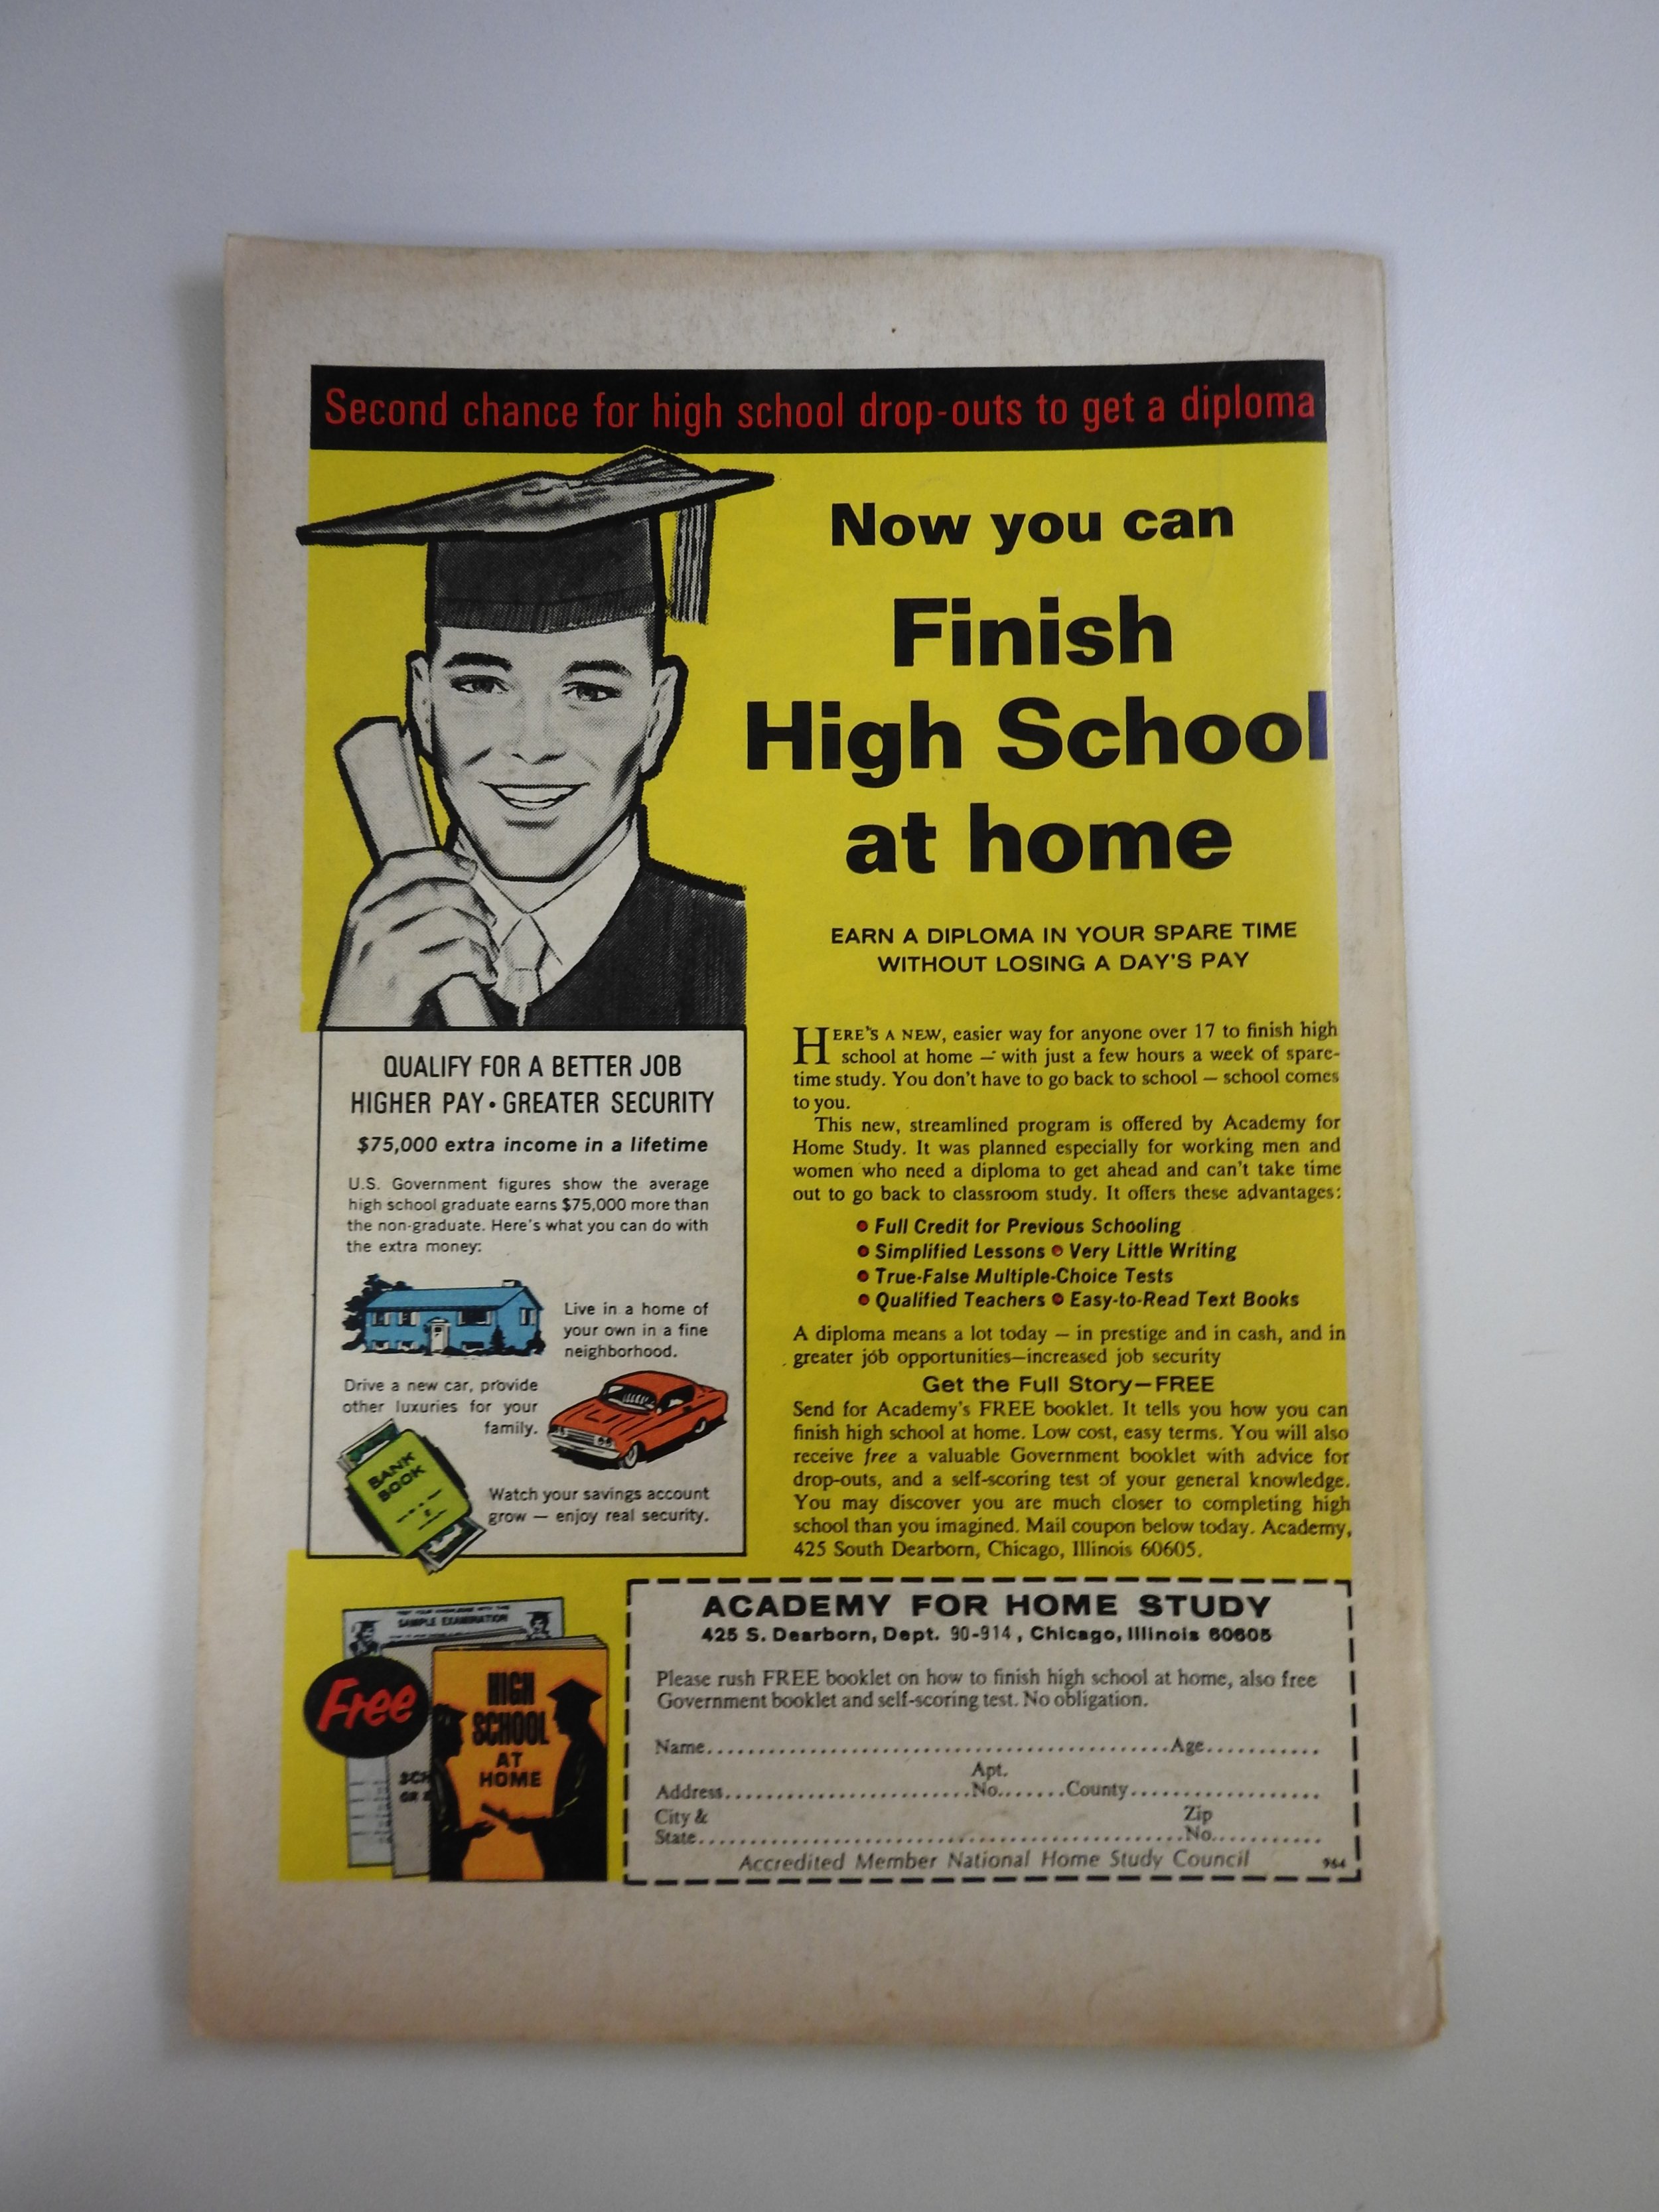 Second chance for high school drop-outs to get a diploma
Now you can
Finish
High School
at home
EARN A DIPLOMA IN YOUR SPARE TIME
WITHOUT LOSING A DAY'S PAY
HERE'S A NEW, easier way for anyone over 17 to finish high
school at home — with just a few hours a week of spare-
time study. You don't have to go back to school — school comes
to you.
This new, streamlined program is offered by Academy for
Home Study. It was planned especially for working men and
women who need a diploma to get ahead and can't take time
out to go back to classroom study. It offers these advantages:
• Full Credit for Previous Schooling
• Simplified Lessons • Very Little Writing
• True-False Multiple-Choice Tests
• Qualified Teachers • Easy-to-Read Text Books
A diploma means a lot today — in prestige and in cash, and in
greater job opportunities—increased job security
Get the Full Story—FREE
Send for Academy's FREE booklet. It tells you how you can
finish high school at home. Low cost, easy terms. You will also
receive free a valuable Government booklet with advice for
drop-outs, and a self-scoring test of your general knowledge.
You may discover you are much closer to completing high
school than you imagined. Mail coupon below today. Academy,
425 South Dearborn, Chicago, Illinois 60605.
QUALIFY FOR A BETTER JOB
HIGHER PAY • GREATER SECURITY
$75,000 extra income in a lifetime
U.S. Government figures show the average
high school graduate earns $75,000 more than
the non-graduate. Here's what you can do with
the extra money:
Live in a home of
your own in a fine
neighborhood.
Drive a new car, provide
other luxuries for your
family.
BANK
BOOK
Watch your savings account
grow — enjoy real security.
SAMPLE EXAMINATION
Free
HIGH
SCHOOL
AT
HOME
ACADEMY FOR HOME STUDY
425 S. Dearborn, Dept. 90-914, Chicago, Illinois 60605
Please rush FREE booklet on how to finish high school at home, also free
Government booklet and self-scoring test. No obligation.
Name.............................................Age...........
Apt.
Address........................No.......County..................
City & Zip
State...............................................No...........
Accredited Member National Home Study Council 964